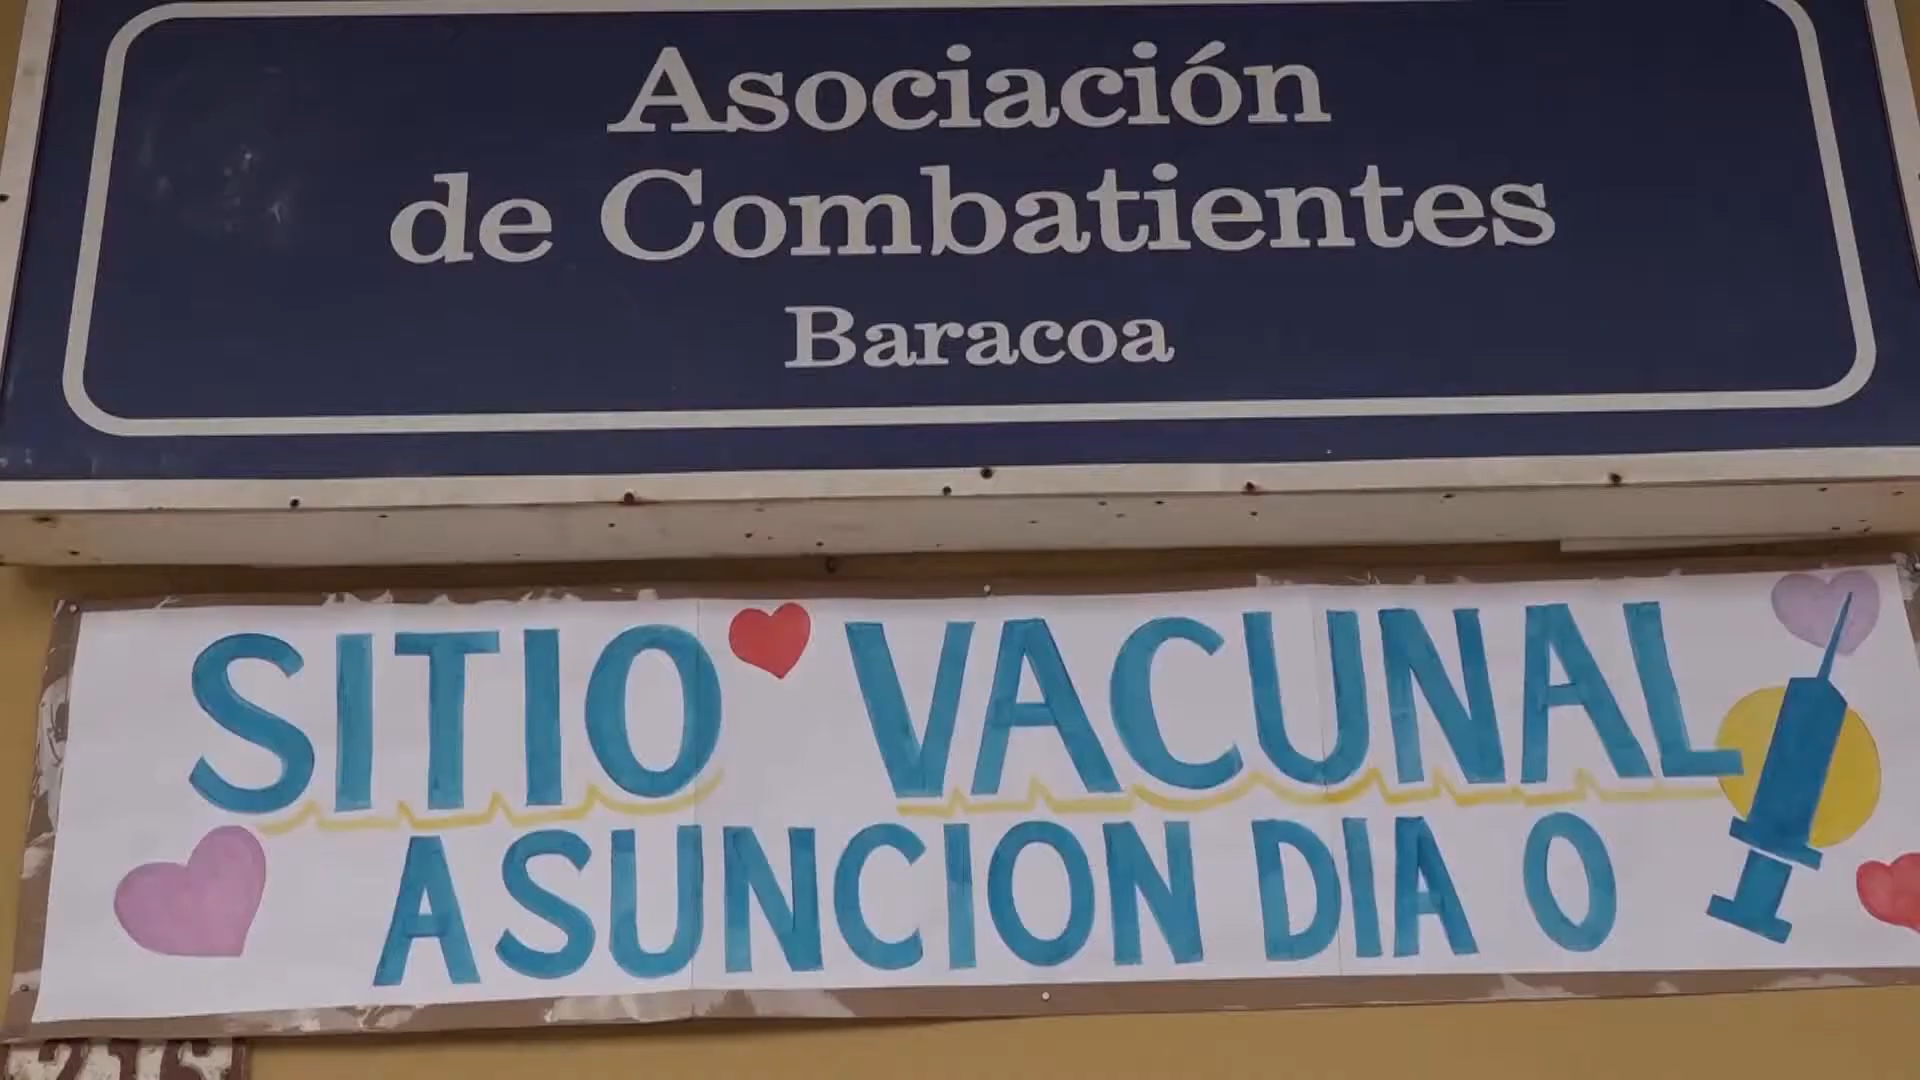 Asociación
de Combatientes
Baracoa
SITIO VACUNAL
ASUNCION DIA 0